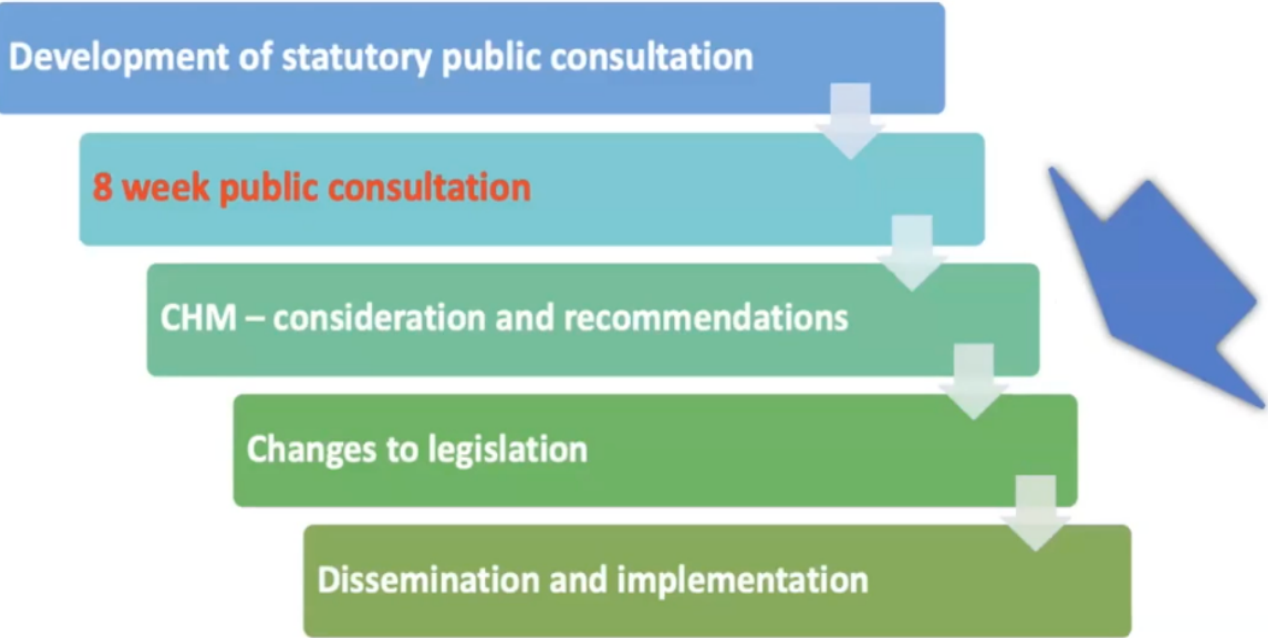 Development of statutory public consultation
8 week public consultation
CHM – consideration and recommendations
Changes to legislation
Dissemination and implementation